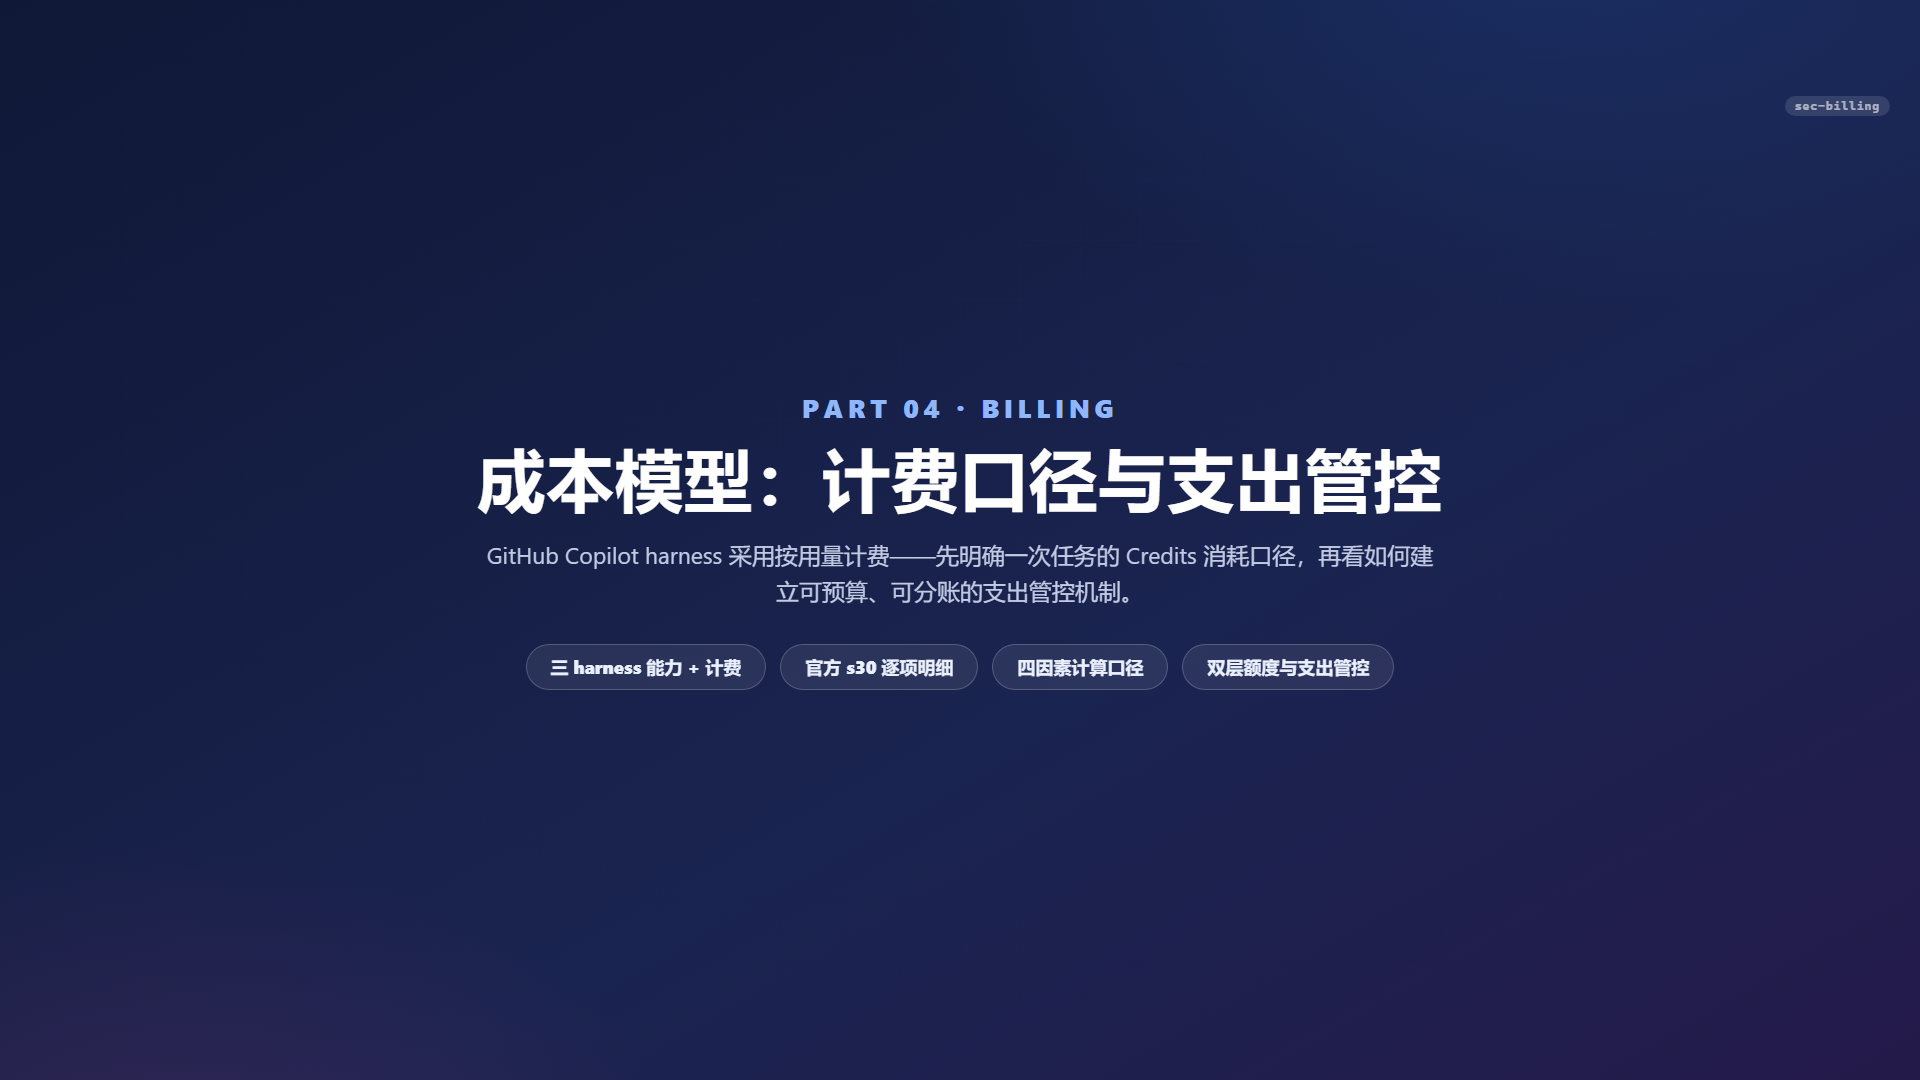 sec-billing
PART 04 · BILLING
成本模型：计费口径与支出管控
GitHub Copilot harness 采用按用量计费——先明确一次任务的 Credits 消耗口径，再看如何建
立可预算、可分账的支出管控机制。
三 harness 能力 + 计费
官方 s30 逐项明细
四因素计算口径
双层额度与支出管控